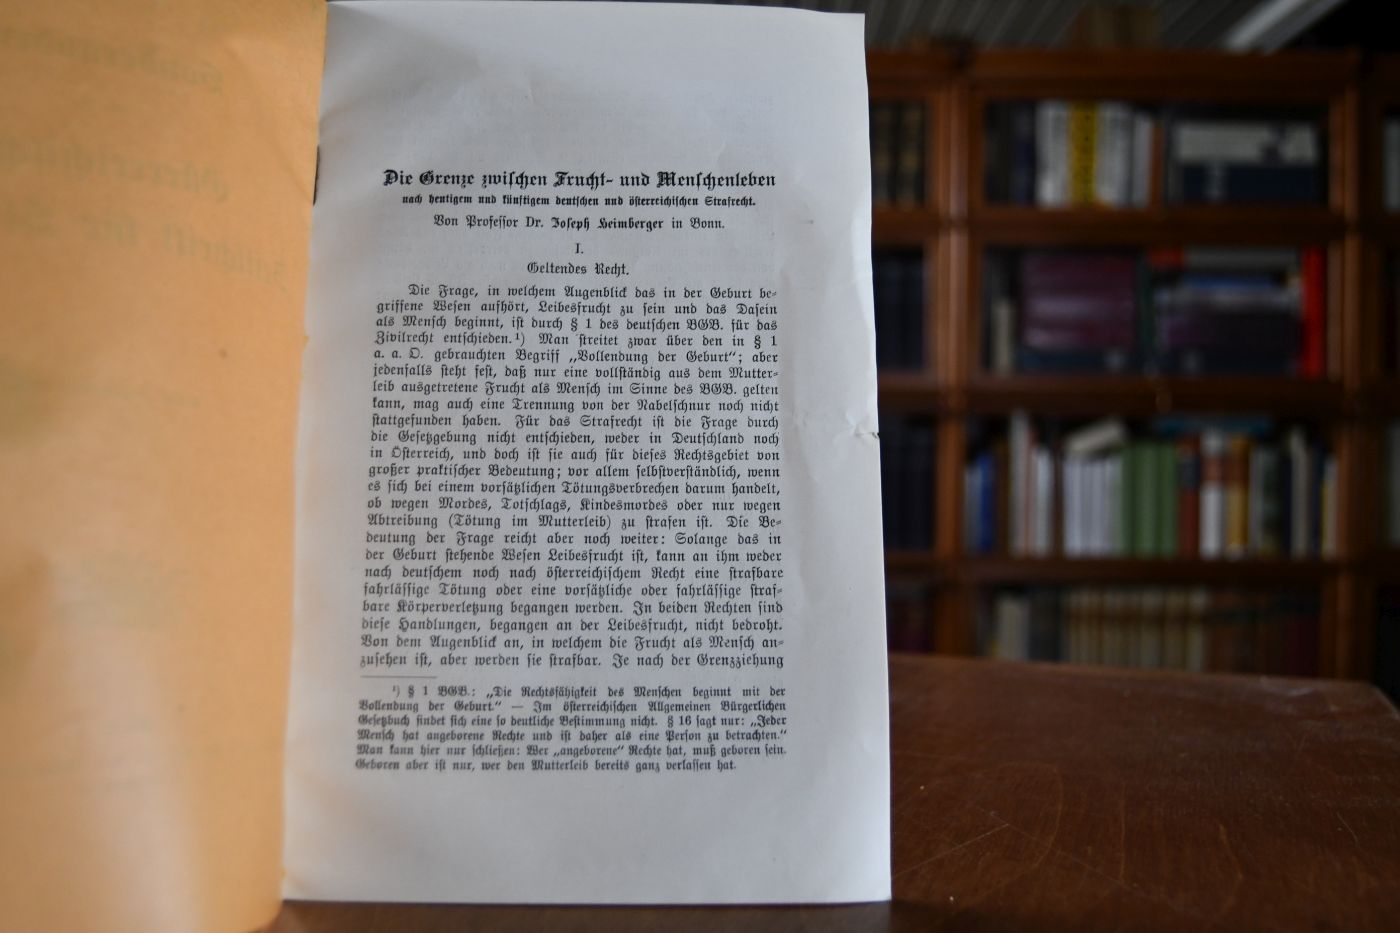 Die Grenze zwiſchen Frucht- und Menſchenleben
nach heutigem und künftigem deutſchen und öſterreichiſchen Strafrecht.
Von Profeſſor Dr. Joſeph Heimberger in Bonn.
I.
Geltendes Recht.
Die Frage, in welchem Augenblick das in der Geburt be-
griffene Weſen aufhört, Leibesfrucht zu ſein und das Daſein
als Menſch beginnt, iſt durch § 1 des deutſchen BGB. für das
Zivilrecht entſchieden.¹) Man ſtreitet zwar über den in § 1
a. a. O. gebrauchten Begriff „Vollendung der Geburt“; aber
jedenfalls ſteht feſt, daß nur eine vollſtändig aus dem Mutter-
leib ausgetretene Frucht als Menſch im Sinne des BGB. gelten
kann, mag auch eine Trennung von der Nabelſchnur noch nicht
ſtattgefunden haben. Für das Strafrecht iſt die Frage durch
die Geſetzgebung nicht entſchieden, weder in Deutſchland noch
in Öſterreich, und doch iſt ſie auch für dieſes Rechtsgebiet von
großer praktiſcher Bedeutung; vor allem ſelbſtverſtändlich, wenn
es ſich bei einem vorſätzlichen Tötungsverbrechen darum handelt,
ob wegen Mordes, Totſchlags, Kindesmordes oder nur wegen
Abtreibung (Tötung im Mutterleib) zu ſtrafen iſt. Die Be-
deutung der Frage reicht aber noch weiter: Solange das in
der Geburt ſtehende Weſen Leibesfrucht iſt, kann an ihm weder
nach deutſchem noch nach öſterreichiſchem Recht eine ſtrafbare
fahrläſſige Tötung oder eine vorſätzliche oder fahrläſſige ſtraf-
bare Körperverletzung begangen werden. In beiden Rechten ſind
dieſe Handlungen, begangen an der Leibesfrucht, nicht bedroht.
Von dem Augenblick an, in welchem die Frucht als Menſch an-
zuſehen iſt, aber werden ſie ſtrafbar. Je nach der Grenzziehung
¹) § 1 BGB.: „Die Rechtsfähigkeit des Menſchen beginnt mit der
Vollendung der Geburt.“ — Im öſterreichiſchen Allgemeinen Bürgerlichen
Geſetzbuch findet ſich eine ſo deutliche Beſtimmung nicht. § 16 ſagt nur: „Jeder
Menſch hat angeborene Rechte und iſt daher als eine Perſon zu betrachten.“
Man kann hier nur ſchließen: Wer „angeborene“ Rechte hat, muß geboren ſein.
Geboren aber iſt nur, wer den Mutterleib bereits ganz verlaſſen hat.